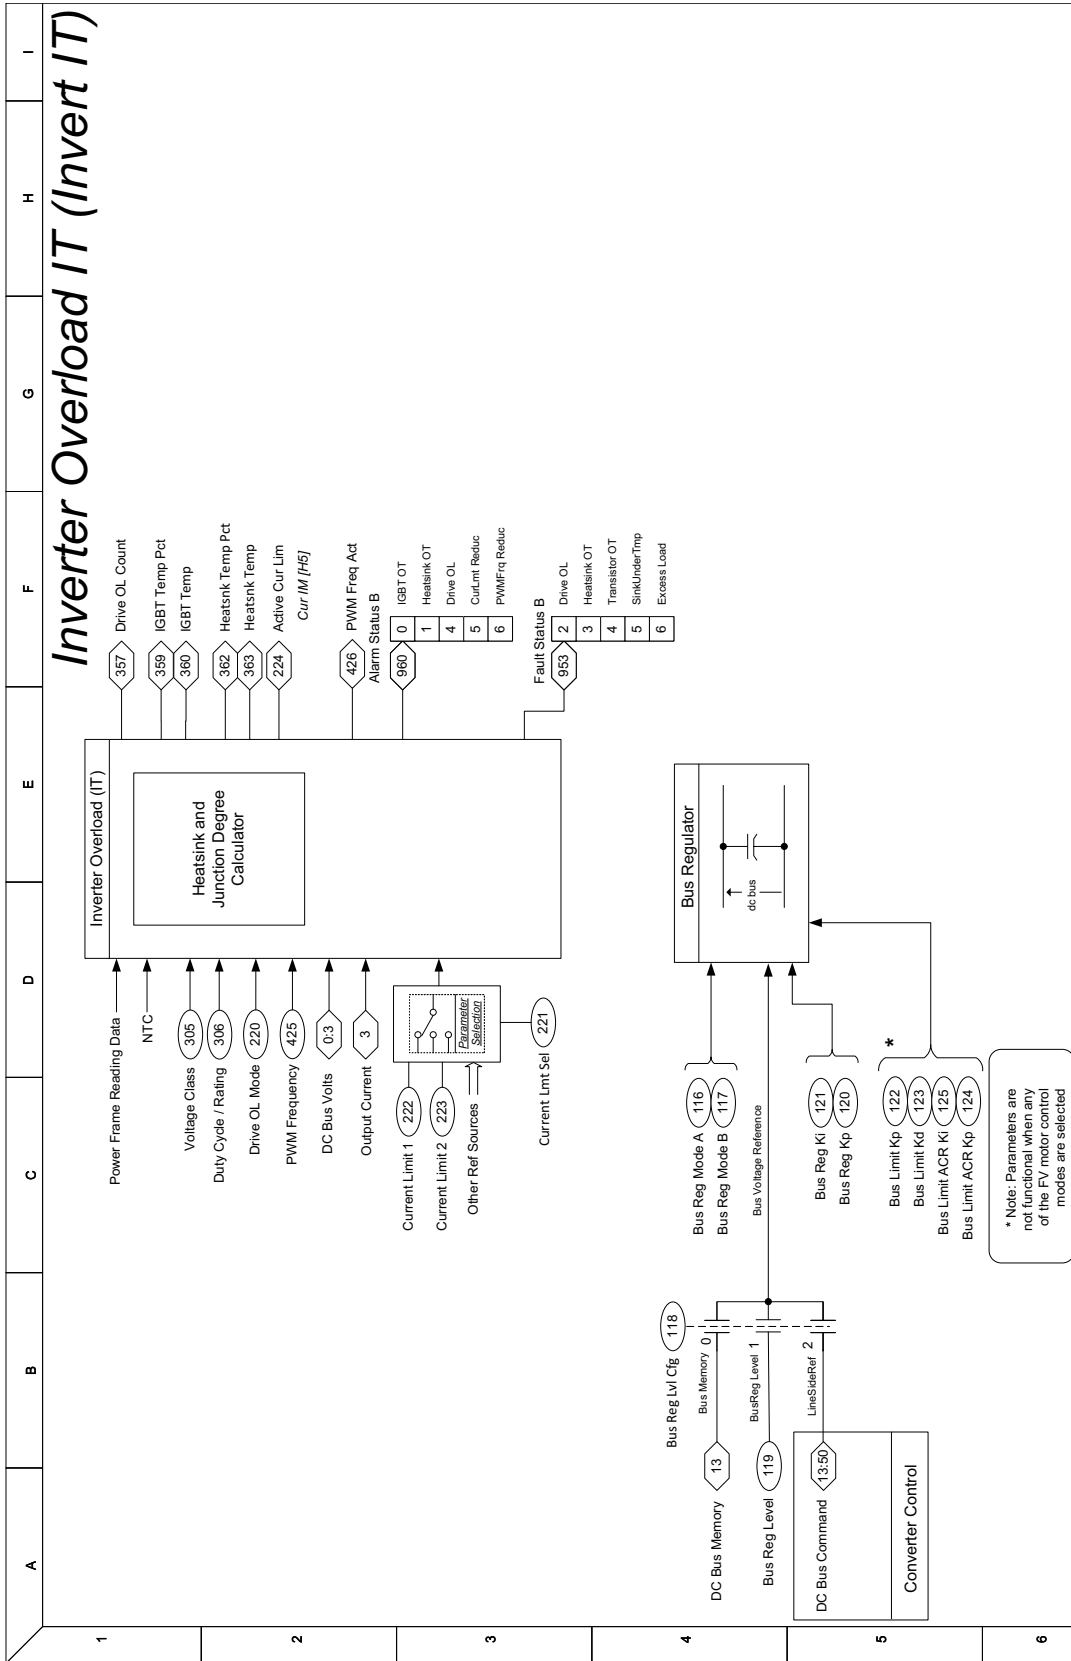 Inverter Overload IT (Invert IT)
A
B
C
D
E
F
G
H
I
1
2
3
4
5
6
Power Frame Reading Data
NTC
Voltage Class
305
Duty Cycle / Rating
306
Drive OL Mode
220
PWM Frequency
425
DC Bus Volts
0:3
Output Current
3
Current Limit 1
222
Current Limit 2
223
Other Ref Sources
Parameter
Selection
Current Lmt Sel
221
Inverter Overload (IT)
Heatsink and
Junction Degree
Calculator
357
Drive OL Count
359
IGBT Temp Pct
360
IGBT Temp
362
Heatsnk Temp Pct
363
Heatsnk Temp
224
Active Cur Lim
Cur IM [H5]
426
PWM Freq Act
Alarm Status B
960
0 IGBT OT
1 Heatsink OT
4 Drive OL
5 CurLmt Reduc
6 PWMFrq Reduc
Fault Status B
953
2 Drive OL
3 Heatsink OT
4 Transistor OT
5 SinkUnderTmp
6 Excess Load
Bus Reg Lvl Cfg
118
DC Bus Memory
13
Bus Memory 0
Bus Reg Level
119
BusReg Level 1
DC Bus Command
13:50
LineSideRef 2
Converter Control
Bus Reg Mode A
116
Bus Reg Mode B
117
Bus Voltage Reference
Bus Reg Ki
121
Bus Reg Kp
120
*
Bus Limit Kp
122
Bus Limit Kd
123
Bus Limit ACR Ki
125
Bus Limit ACR Kp
124
Bus Regulator
dc bus
* Note: Parameters are
not functional when any
of the FV motor control
modes are selected